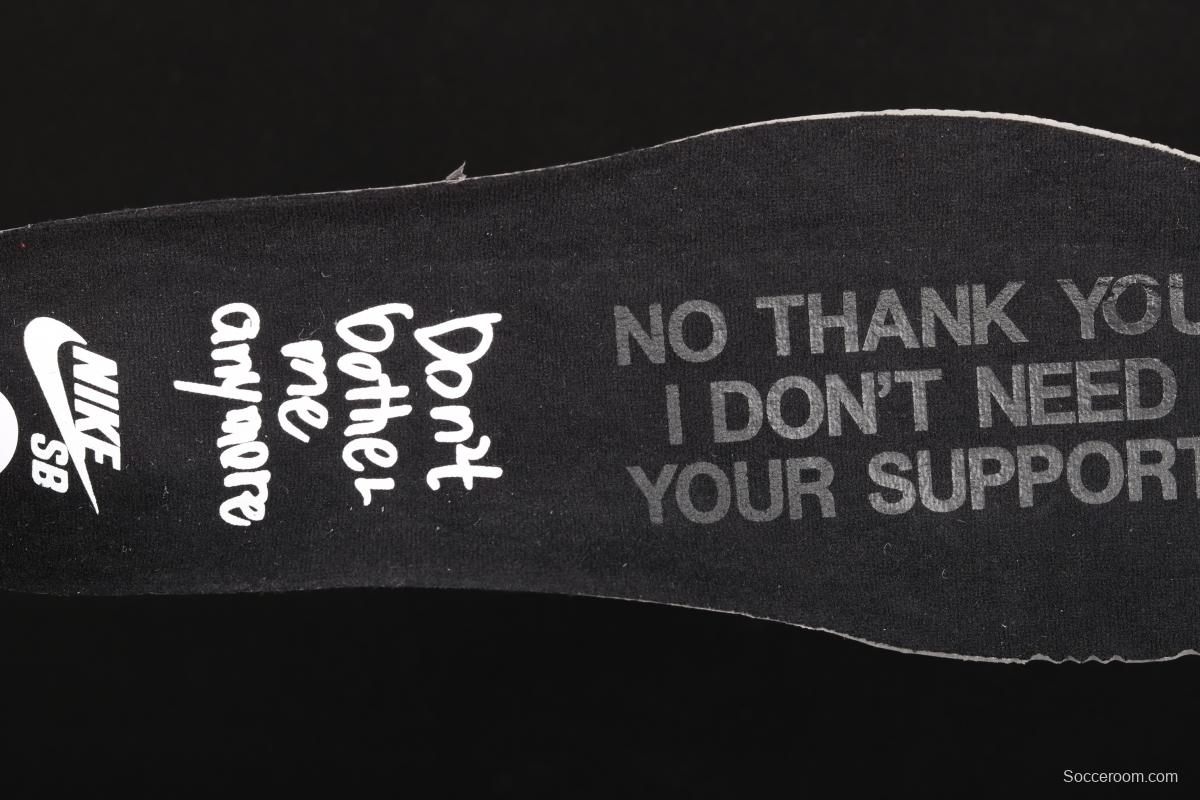 NIKE
SB
Don't
bother
me
anymore
NO THANK YOU
I DON'T NEED
YOUR SUPPORT
Socceroom.com